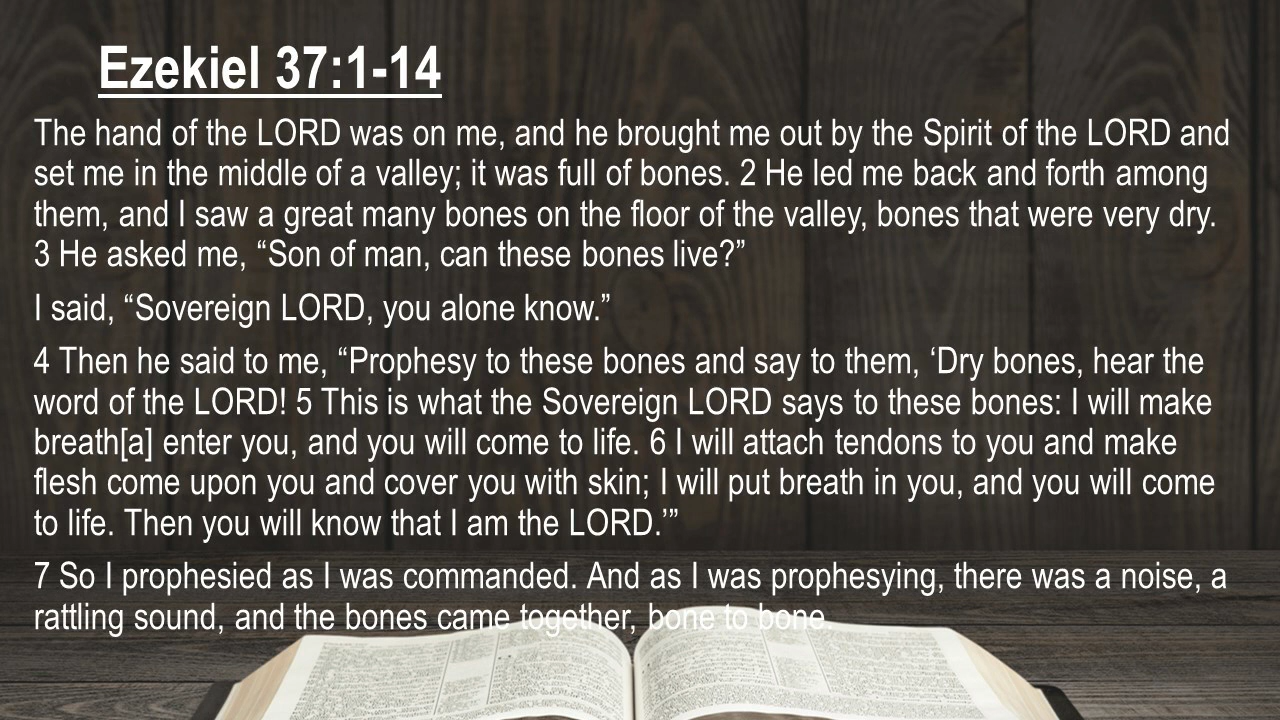 Ezekiel 37:1-14
The hand of the LORD was on me, and he brought me out by the Spirit of the LORD and
set me in the middle of a valley; it was full of bones. 2 He led me back and forth among
them, and I saw a great many bones on the floor of the valley, bones that were very dry.
3 He asked me, “Son of man, can these bones live?”
I said, “Sovereign LORD, you alone know.”
4 Then he said to me, “Prophesy to these bones and say to them, ‘Dry bones, hear the
word of the LORD! 5 This is what the Sovereign LORD says to these bones: I will make
breath[a] enter you, and you will come to life. 6 I will attach tendons to you and make
flesh come upon you and cover you with skin; I will put breath in you, and you will come
to life. Then you will know that I am the LORD.’”
7 So I prophesied as I was commanded. And as I was prophesying, there was a noise, a
rattling sound, and the bones came together, bone to bone.